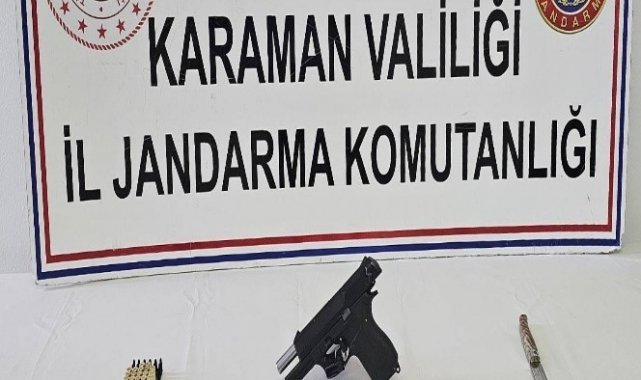 KARAMAN VALİLİĞİ
İL JANDARMA KOMUTANLIĞI